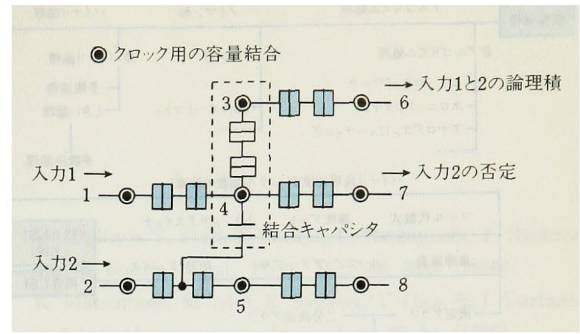 ◉ クロック用の容量結合
3
6
入力1と2の論理積
入力1
1
4
7
入力2の否定
結合キャパシタ
入力2
2
5
8